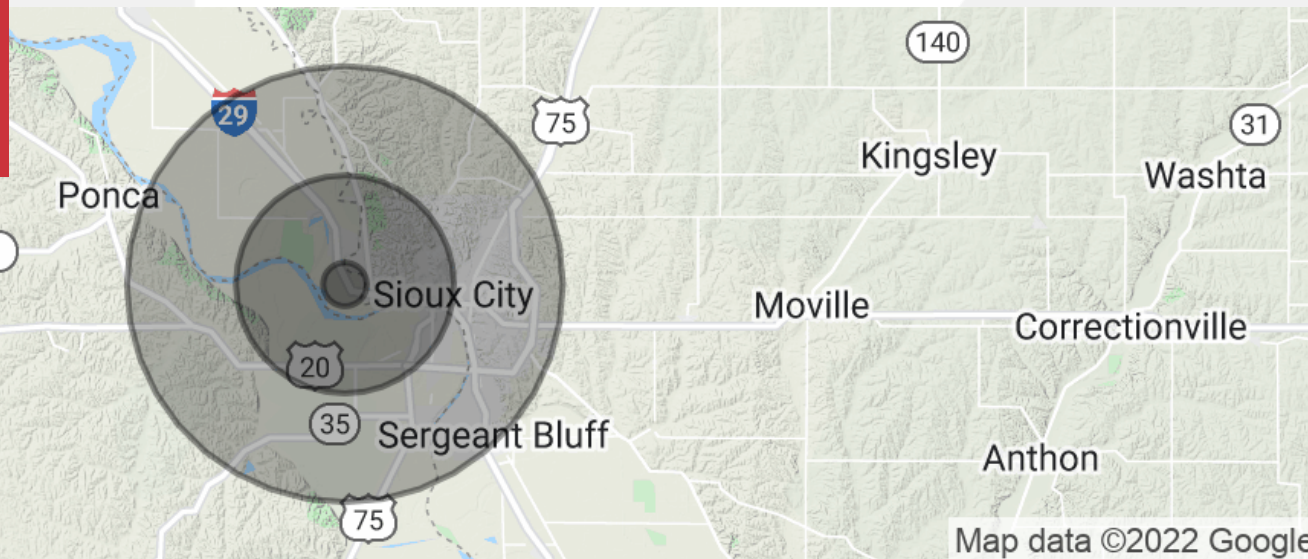 140
29
75
31
Kingsley
Washta
Ponca
Sioux City
Moville
Correctionville
20
35
Sergeant Bluff
Anthon
75
Map data ©2022 Google